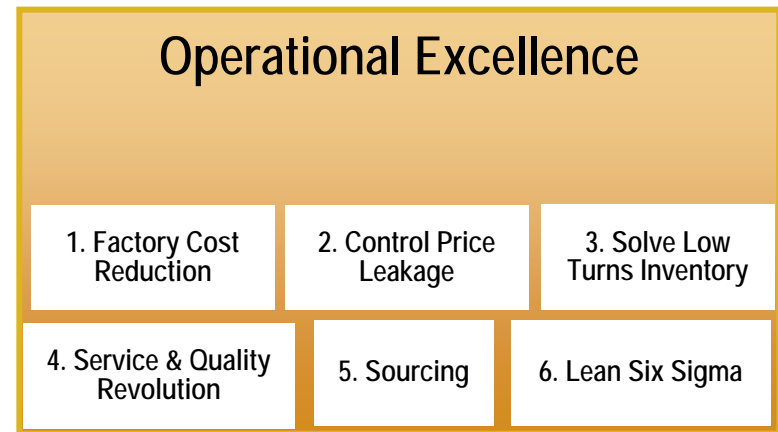 Operational Excellence
1. Factory Cost
Reduction
2. Control Price
Leakage
3. Solve Low
Turns Inventory
4. Service & Quality
Revolution
5. Sourcing
6. Lean Six Sigma